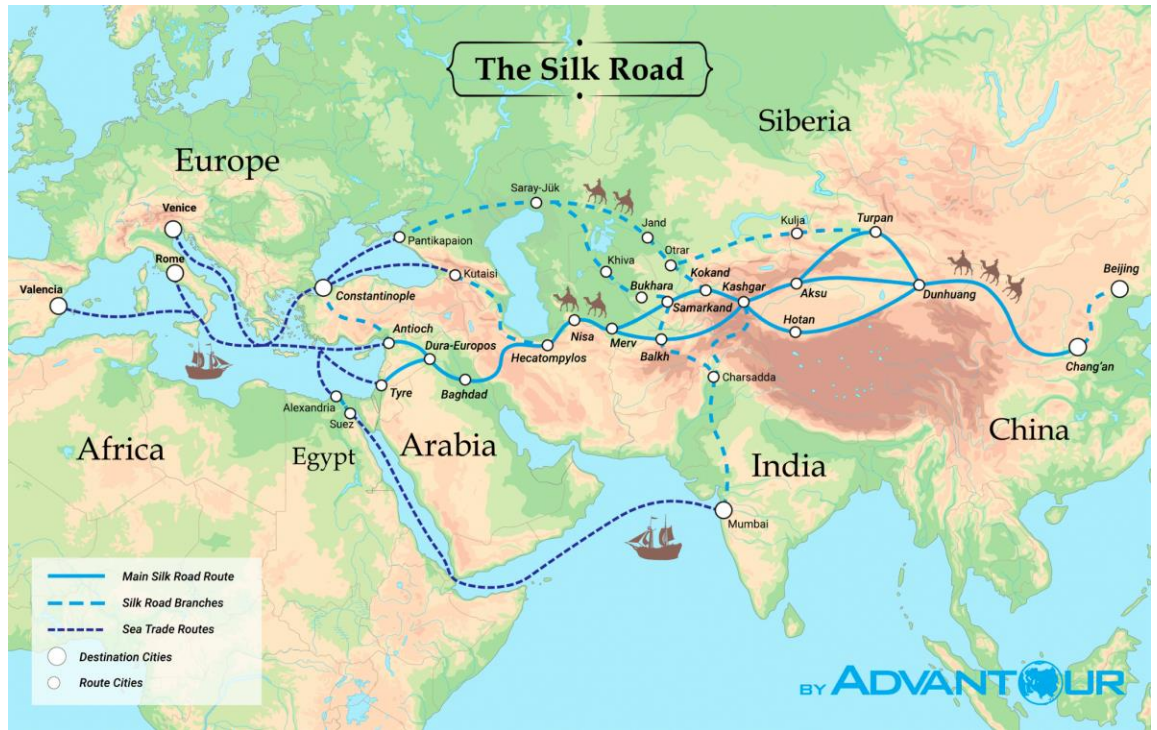 The Silk Road
Siberia
Europe
Venice
Rome
Valencia
Saray-Jük
Pantikapaion
Kutaisi
Constantinople
Jand
Otrar
Khiva
Kulja
Turpan
Kokand
Bukhara
Kashgar
Samarkand
Aksu
Dunhuang
Beijing
Hotan
Chang'an
Antioch
Dura-Europos
Nisa
Merv
Hecatompylos
Balkh
Baghdad
Tyre
Charsadda
Alexandria
Suez
Africa
Egypt
Arabia
India
China
Mumbai
Main Silk Road Route
Silk Road Branches
Sea Trade Routes
Destination Cities
Route Cities
BY ADVANTOUR